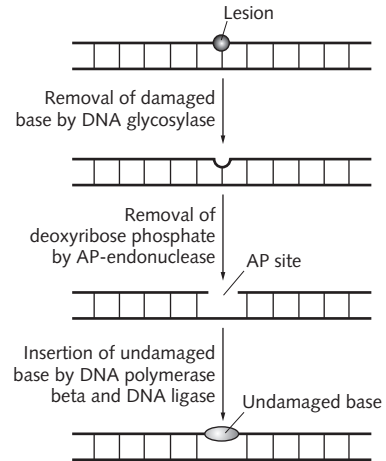 Lesion
Removal of damaged
base by DNA glycosylase
Removal of
deoxyribose phosphate
by AP-endonuclease
AP site
Insertion of undamaged
base by DNA polymerase
beta and DNA ligase
Undamaged base